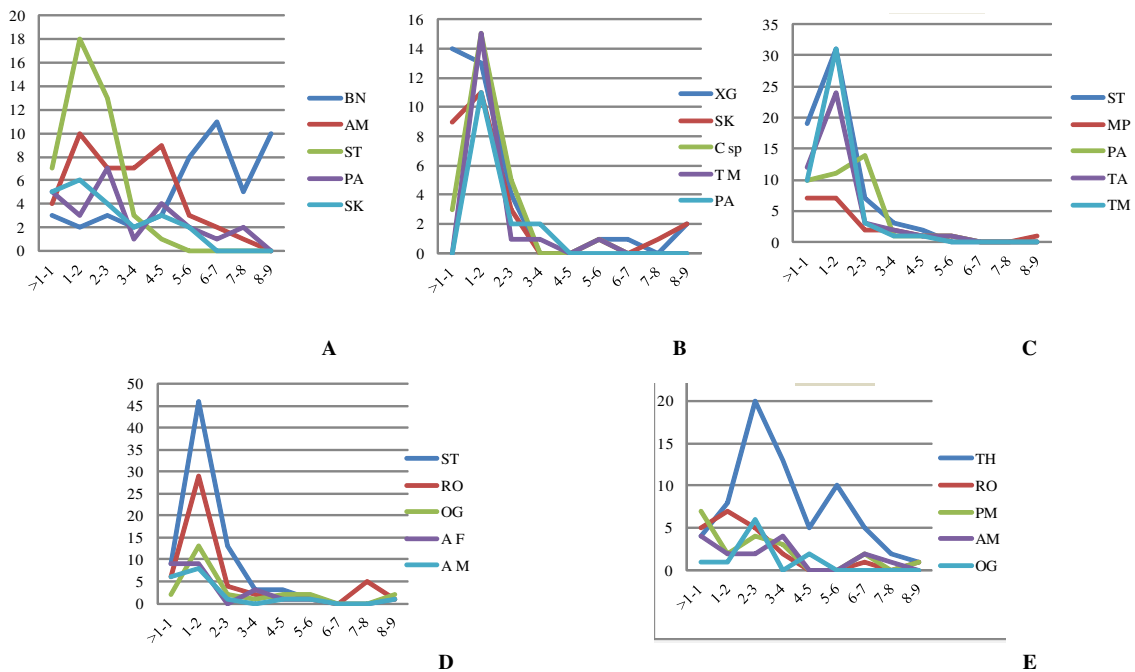 20
18
16
14
12
10
8
6
4
2
0
>1-1
1-2
2-3
3-4
4-5
5-6
6-7
7-8
8-9
BN
AM
ST
PA
SK
A
16
14
12
10
8
6
4
2
0
>1-1
1-2
2-3
3-4
4-5
5-6
6-7
7-8
8-9
XG
SK
C sp
T M
PA
B
35
30
25
20
15
10
5
0
>1-1
1-2
2-3
3-4
4-5
5-6
6-7
7-8
8-9
ST
MP
PA
TA
TM
C
50
45
40
35
30
25
20
15
10
5
0
>1-1
1-2
2-3
3-4
4-5
5-6
6-7
7-8
8-9
ST
RO
OG
A F
A M
D
20
15
10
5
0
>1-1
1-2
2-3
3-4
4-5
5-6
6-7
7-8
8-9
TH
RO
PM
AM
OG
E